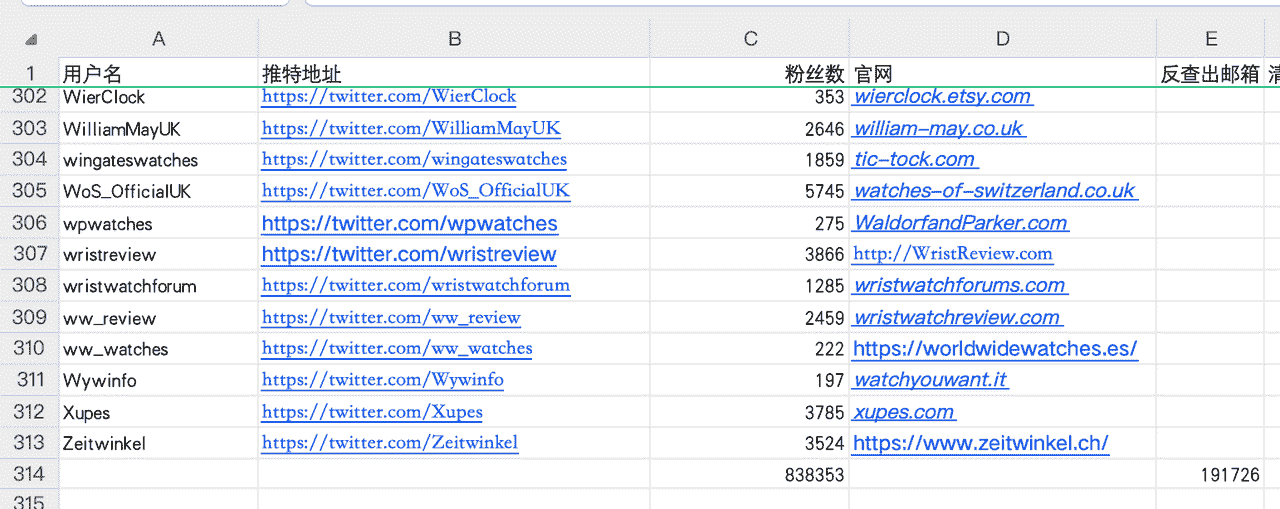 A B C D E
1 用户名 推特地址 粉丝数 官网 反查出邮箱 清
302 WierClock https://twitter.com/WierClock 353 wierclock.etsy.com
303 WilliamMayUK https://twitter.com/WilliamMayUK 2646 william-may.co.uk
304 wingateswatches https://twitter.com/wingateswatches 1859 tic-tock.com
305 WoS_OfficialUK https://twitter.com/WoS_OfficialUK 5745 watches-of-switzerland.co.uk
306 wpwatches https://twitter.com/wpwatches 275 WaldorfandParker.com
307 wristreview https://twitter.com/wristreview 3866 http://WristReview.com
308 wristwatchforum https://twitter.com/wristwatchforum 1285 wristwatchforums.com
309 ww_review https://twitter.com/ww_review 2459 wristwatchreview.com
310 ww_watches https://twitter.com/ww_watches 222 https://worldwidewatches.es/
311 Wywinfo https://twitter.com/Wywinfo 197 watchyouwant.it
312 Xupes https://twitter.com/Xupes 3785 xupes.com
313 Zeitwinkel https://twitter.com/Zeitwinkel 3524 https://www.zeitwinkel.ch/
314 838353 191726
315